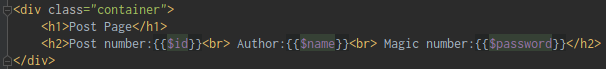 <div class="container">
    <h1>Post Page</h1>
    <h2>Post number:{{$id}}<br> Author:{{$name}}<br> Magic number:{{$password}}</h2>
</div>